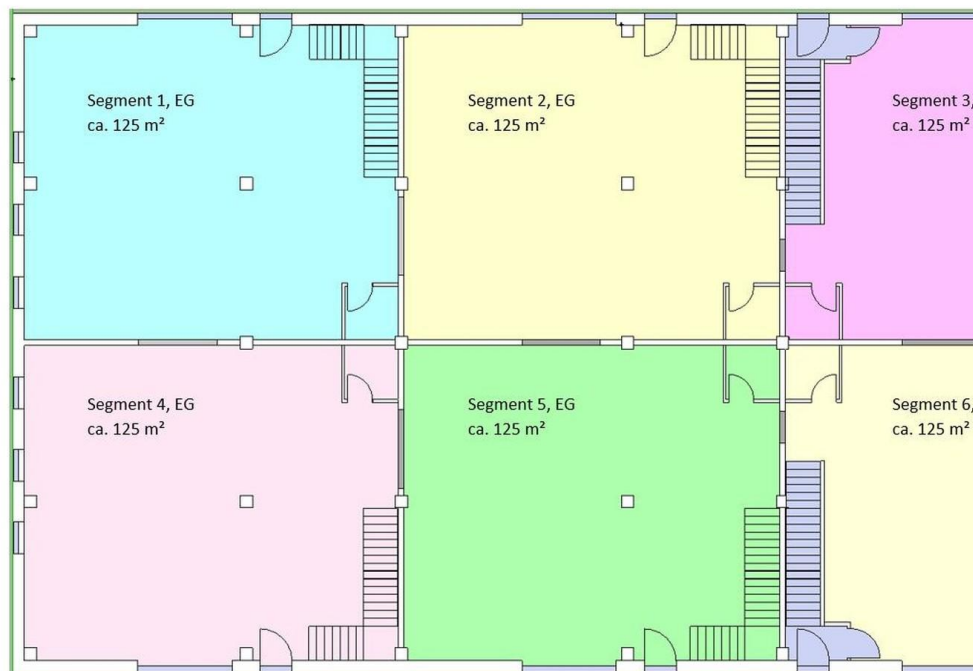 Segment 1, EG
ca. 125 m²
Segment 2, EG
ca. 125 m²
Segment 3,
ca. 125 m²
Segment 4, EG
ca. 125 m²
Segment 5, EG
ca. 125 m²
Segment 6,
ca. 125 m²